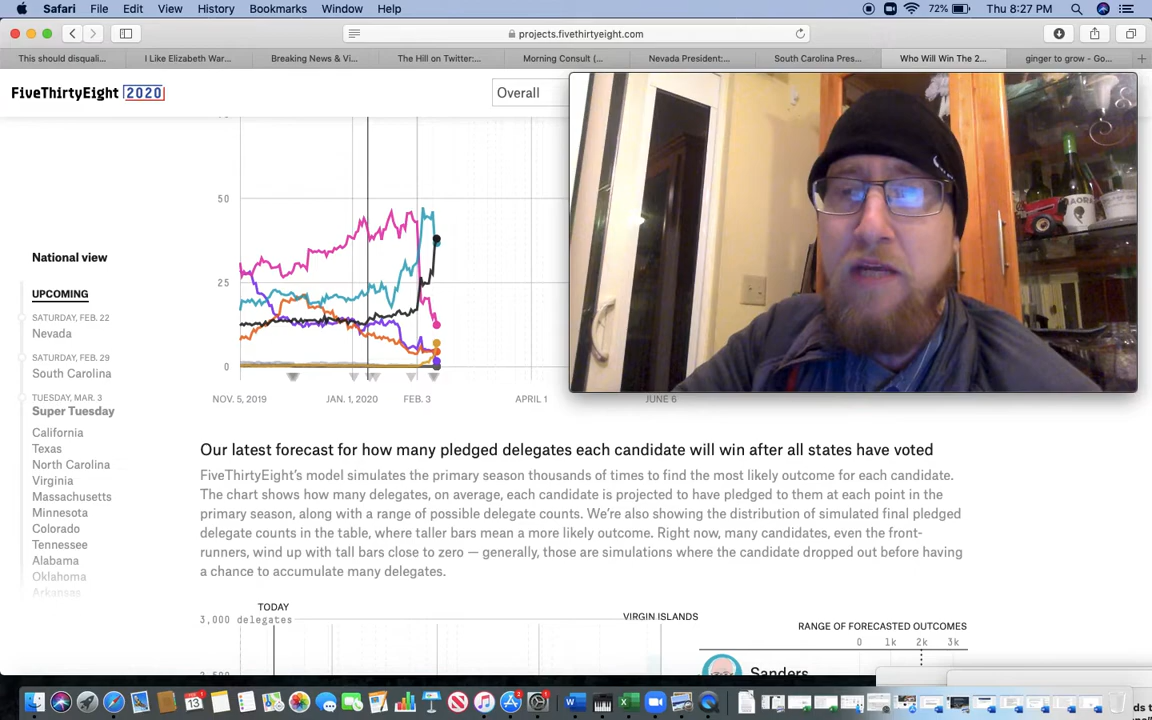 Safari File Edit View History Bookmarks Window Help 72% Thu 8:27 PM
projects.fivethirtyeight.com
This should disquali... I Like Elizabeth War... Breaking News & Vi... The Hill on Twitter:... Morning Consult (... Nevada President:... South Carolina Pres... Who Will Win The 2... ginger to grow - Go...
FiveThirtyEight 2020
Overall
50
25
0
NOV. 5, 2019 JAN. 1, 2020 FEB. 3 APRIL 1 JUNE 6
National view
UPCOMING
SATURDAY, FEB. 22
Nevada
SATURDAY, FEB. 29
South Carolina
TUESDAY, MAR. 3
Super Tuesday
California
Texas
North Carolina
Virginia
Massachusetts
Minnesota
Colorado
Tennessee
Alabama
Oklahoma
Arkansas
Our latest forecast for how many pledged delegates each candidate will win after all states have voted
FiveThirtyEight's model simulates the primary season thousands of times to find the most likely outcome for each candidate.
The chart shows how many delegates, on average, each candidate is projected to have pledged to them at each point in the
primary season, along with a range of possible delegate counts. We're also showing the distribution of simulated final pledged
delegate counts in the table, where taller bars mean a more likely outcome. Right now, many candidates, even the front-
runners, wind up with tall bars close to zero — generally, those are simulations where the candidate dropped out before having
a chance to accumulate many delegates.
TODAY
3,000 delegates
VIRGIN ISLANDS
RANGE OF FORECASTED OUTCOMES
0 1k 2k 3k
Sanders